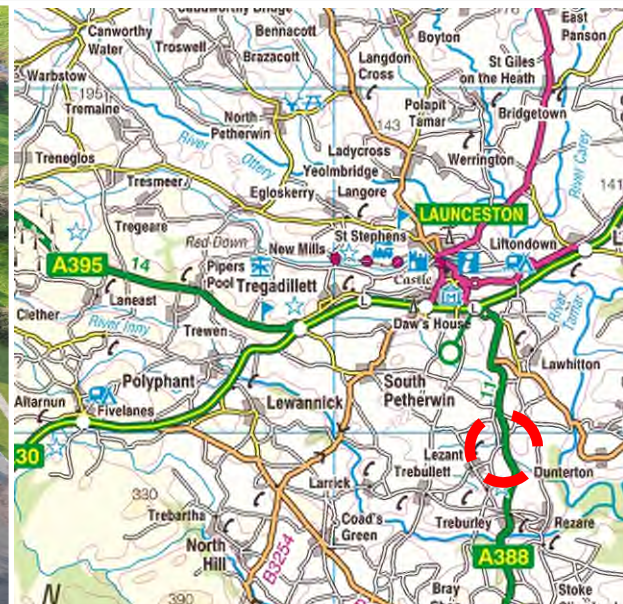 Canworthy
Water
Bennacott
Boyton
East
Panson
Troswell
Brazacott
Langdon
Cross
St Giles
on the Heath
Warbstow
195
Tremaine
North
Petherwin
Polapit
Tamar
Bridgetown
143
River Ottery
Ladycross
Werrington
River Carey
Treneglos
Yeolmbridge
Tresmeer
Egloskerry
Langore
141
LAUNCESTON
Tregeare
Red Down
New Mills
St Stephens
Liftondown
A395
14
Pipers
Pool
Tregadillett
Castle
L
Laneast
River Tamar
Clether
River Inny
Trewen
Daw's House
L
Lawhitton
Polyphant
South
Petherwin
11
Altarnun
Fivelanes
Lewannick
30
Lezant
Trebullett
Dunterton
Larrick
330
Trebartha
Coad's
Green
Treburley
Rezare
North
Hill
B3254
A388
N
390
Bray
Stoke